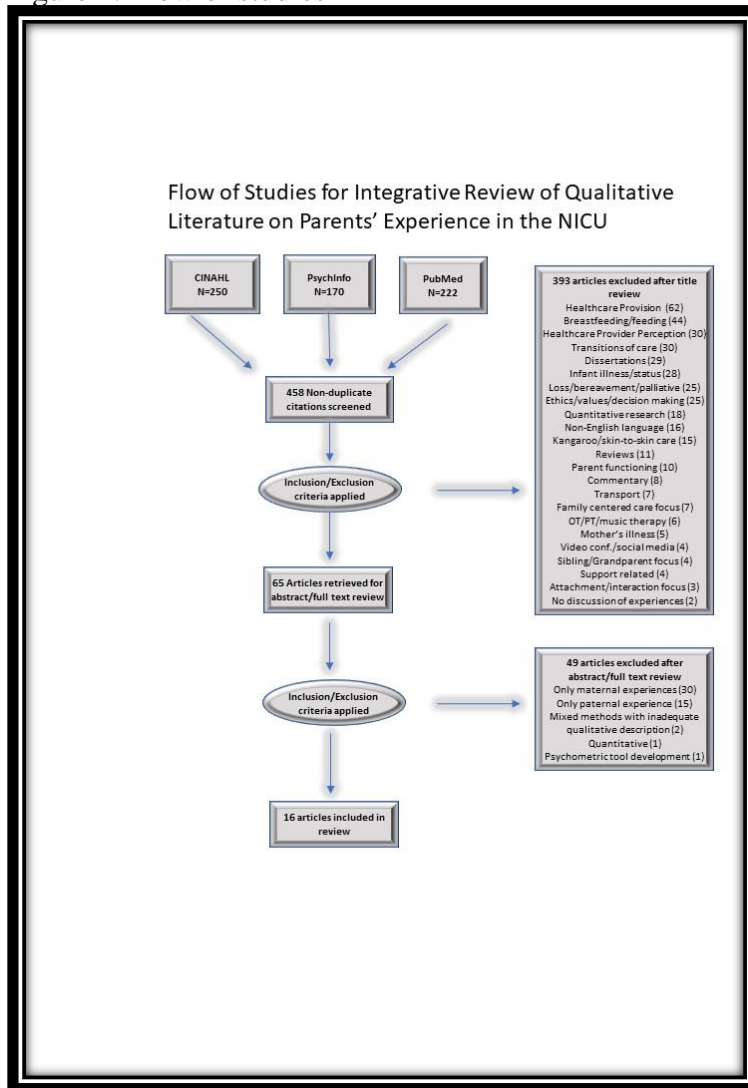 Flow of Studies for Integrative Review of Qualitative
Literature on Parents’ Experience in the NICU
CINAHL
N=250
PsychInfo
N=170
PubMed
N=222
458 Non-duplicate
citations screened
Inclusion/Exclusion
criteria applied
393 articles excluded after title
review
Healthcare Provision (62)
Breastfeeding/feeding (44)
Healthcare Provider Perception (30)
Transitions of care (30)
Dissertations (29)
Infant illness/status (28)
Loss/bereavement/palliative (25)
Ethics/values/decision making (25)
Quantitative research (18)
Non-English language (16)
Kangaroo/skin-to-skin care (15)
Reviews (11)
Parent functioning (10)
Commentary (8)
Transport (7)
Family centered care focus (7)
OT/PT/music therapy (6)
Mother's illness (5)
Video conf./social media (4)
Sibling/Grandparent focus (4)
Support related (4)
Attachment/interaction focus (3)
No discussion of experiences (2)
65 Articles retrieved for
abstract/full text review
Inclusion/Exclusion
criteria applied
49 articles excluded after
abstract/full text review
Only maternal experiences (30)
Only paternal experience (15)
Mixed methods with inadequate
qualitative description (2)
Quantitative (1)
Psychometric tool development (1)
16 articles included in
review